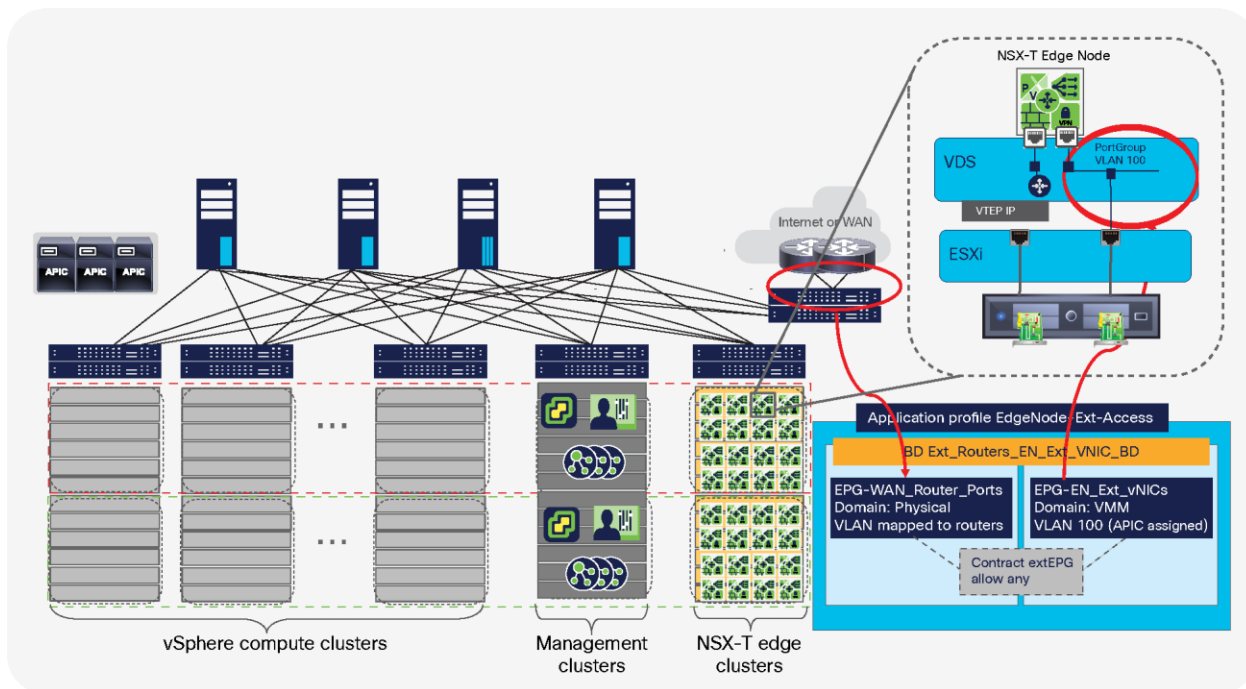 NSX-T Edge Node
P
V
VPN
VDS
PortGroup
VLAN 100
VTEP IP
ESXi
Internet or WAN
APIC
APIC
APIC
...
...
Application profile EdgeNode-Ext-Access
BD Ext_Routers_EN_Ext_VNIC_BD
EPG-WAN_Router_Ports
Domain: Physical
VLAN mapped to routers
EPG-EN_Ext_vNICs
Domain: VMM
VLAN 100 (APIC assigned)
Contract extEPG
allow any
vSphere compute clusters
Management
clusters
NSX-T edge
clusters